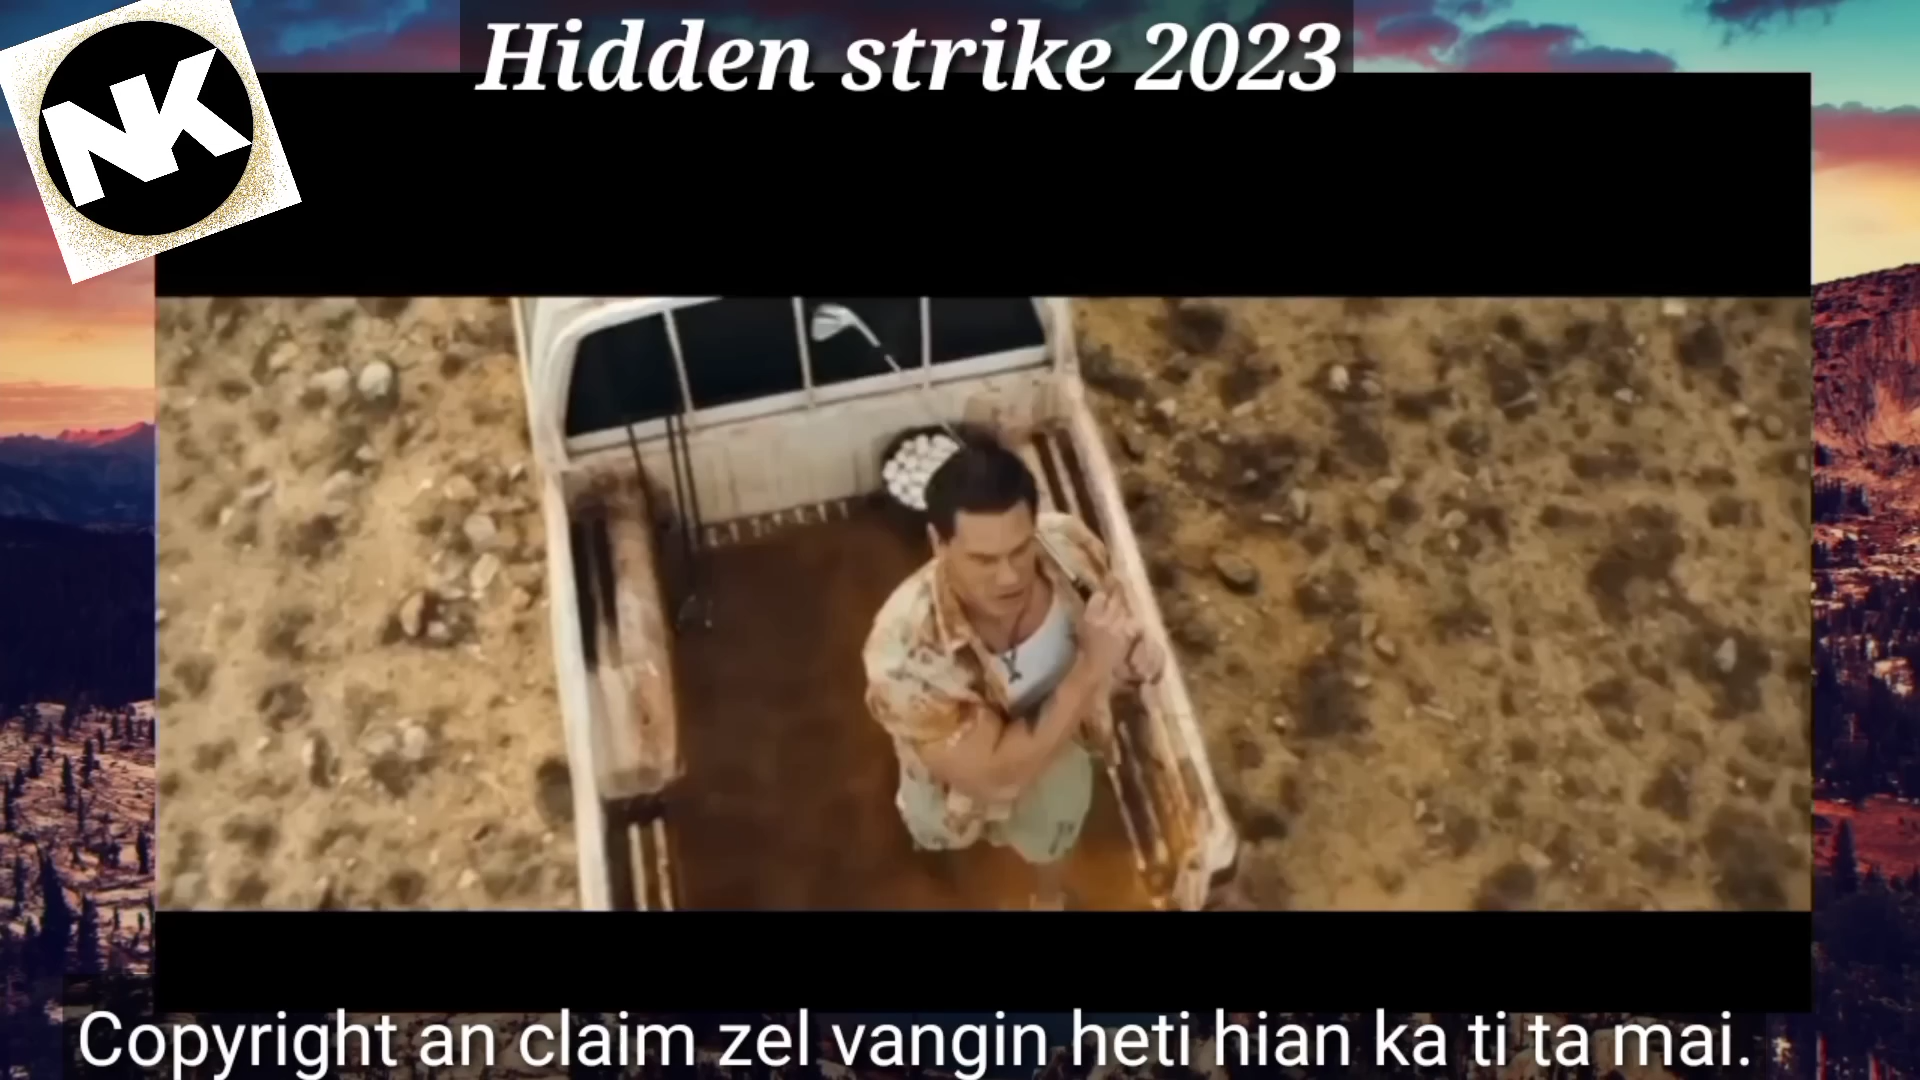 Hidden strike 2023
NK
Copyright an claim zel vangin heti hian ka ti ta mai.